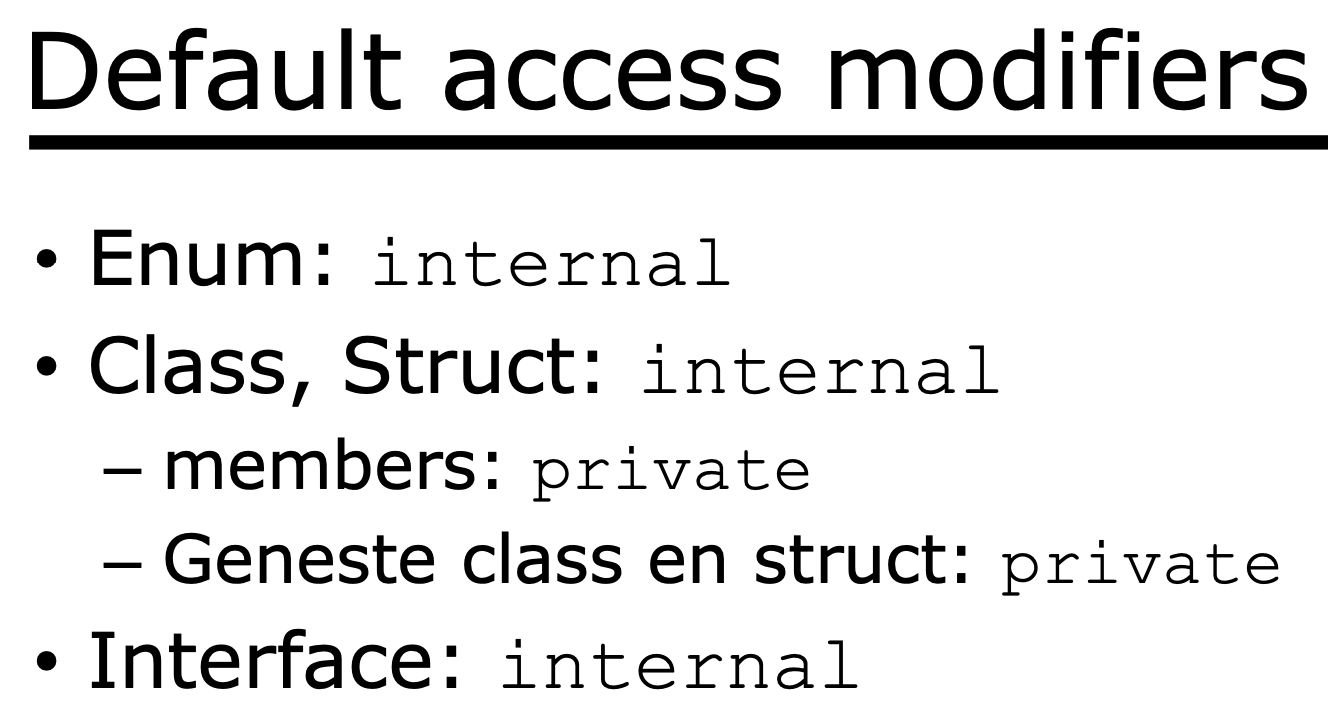 Default access modifiers
• Enum: internal
• Class, Struct: internal
– members: private
– Geneste class en struct: private
• Interface: internal